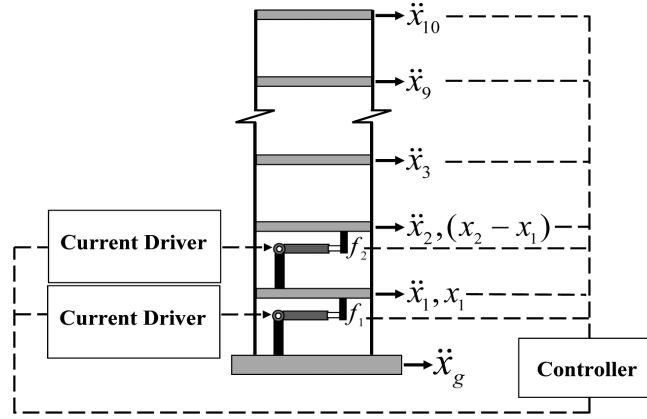 ẍ₁₀
ẍ₉
ẍ₃
ẍ₂, (x₂ − x₁)
Current Driver
f₂
ẍ₁, x₁
Current Driver
f₁
ẍg
Controller